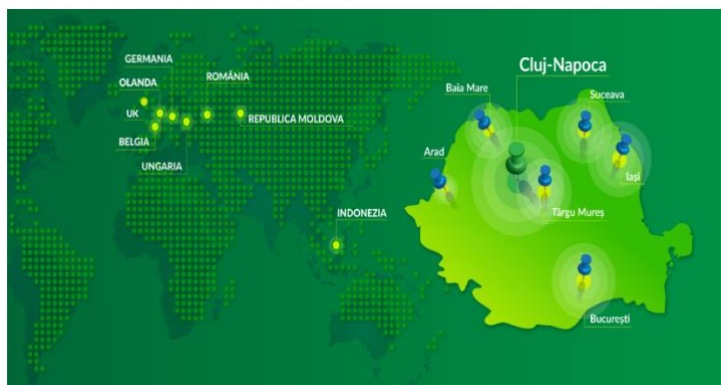 GERMANIA
OLANDA
ROMÂNIA
UK
REPUBLICA MOLDOVA
BELGIA
UNGARIA
INDONEZIA
Cluj-Napoca
Baia Mare
Suceava
Arad
Iași
Târgu Mureș
București